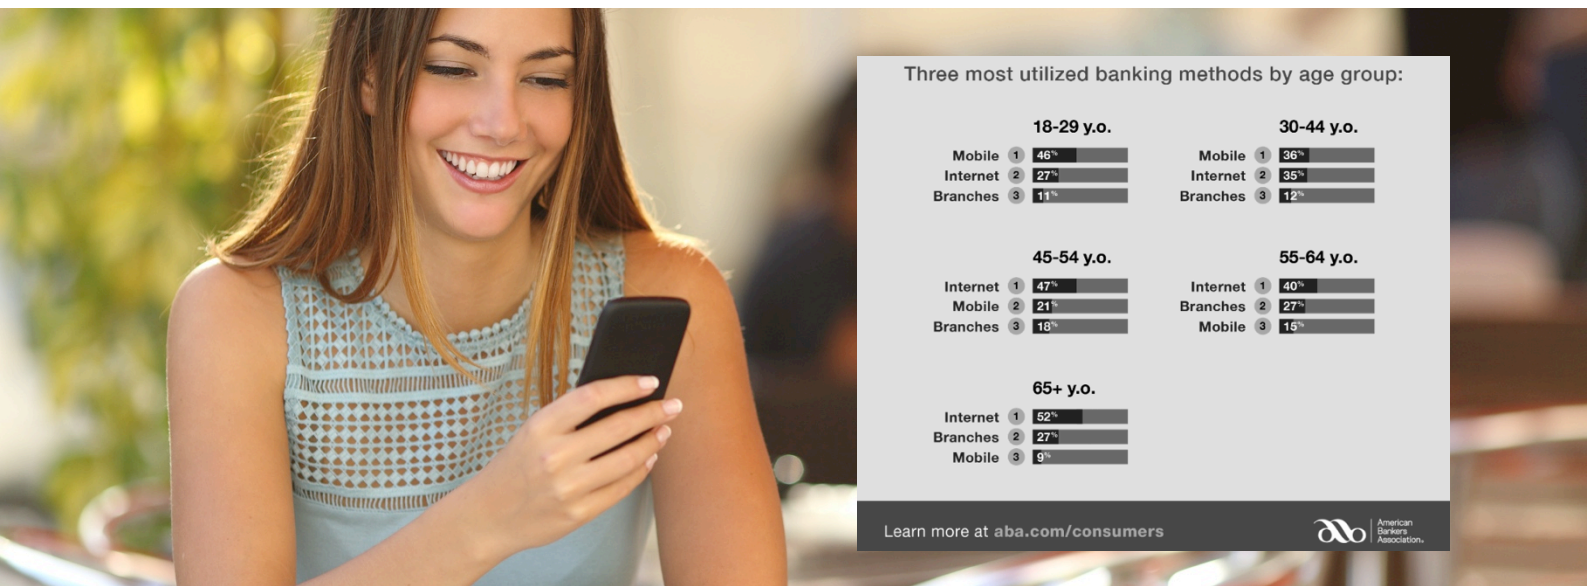 Three most utilized banking methods by age group:
18-29 y.o.
Mobile 1 46%
Internet 2 27%
Branches 3 11%
30-44 y.o.
Mobile 1 36%
Internet 2 35%
Branches 3 12%
45-54 y.o.
Internet 1 47%
Mobile 2 21%
Branches 3 18%
55-64 y.o.
Internet 1 40%
Branches 2 27%
Mobile 3 15%
65+ y.o.
Internet 1 52%
Branches 2 27%
Mobile 3 9%
Learn more at aba.com/consumers
American
Bankers
Association.